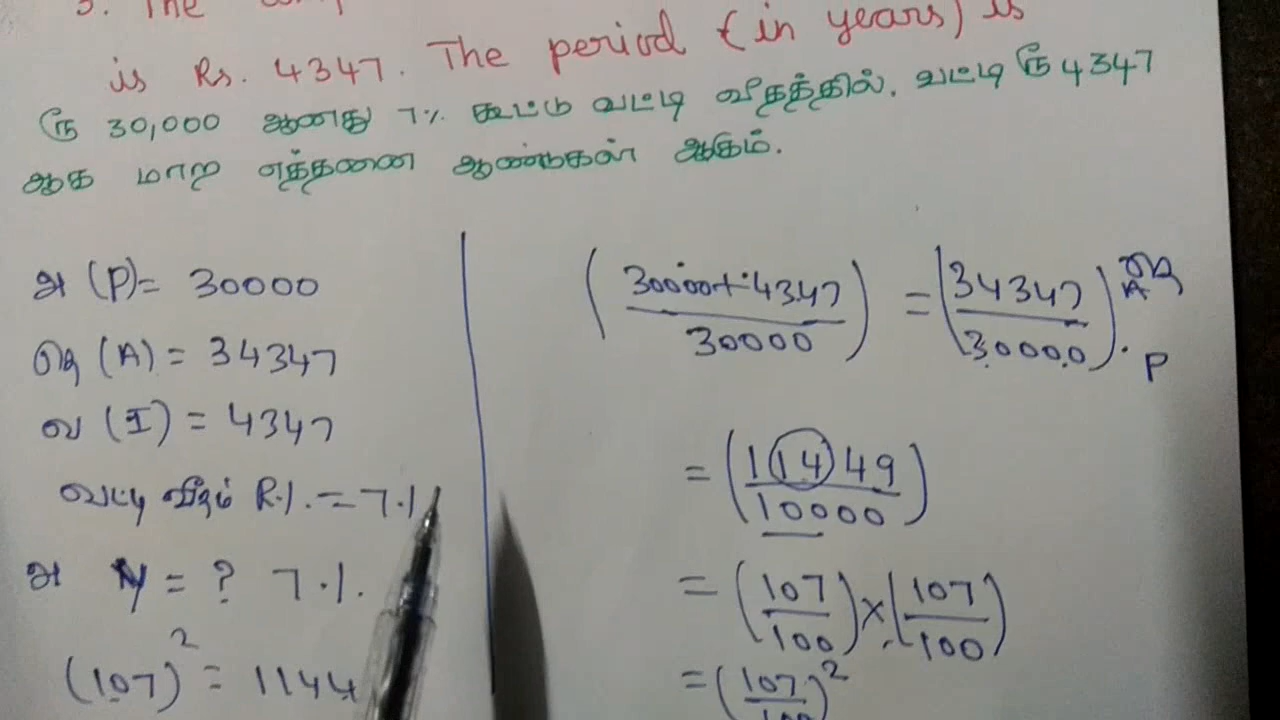 3. The
is Rs. 4347. The period (in years) is
ரூ 30,000 ஆனது 7% கூட்டு வட்டி வீதத்தில். வட்டி ரூ 4347
ஆக மாற எத்தனை ஆண்டுகள் ஆகும்.
அ (P)= 30000
தொ (A) = 34347
வ (I) = 4347
வட்டி வீதம் R.%. = 7.%
அ N = ? 7.%.
(107)² = 1144
(30000+4347/30000) = (34347/30000) தொ A P
= (11449/10000)
= (107/100) × (107/100)
= (107/100)²